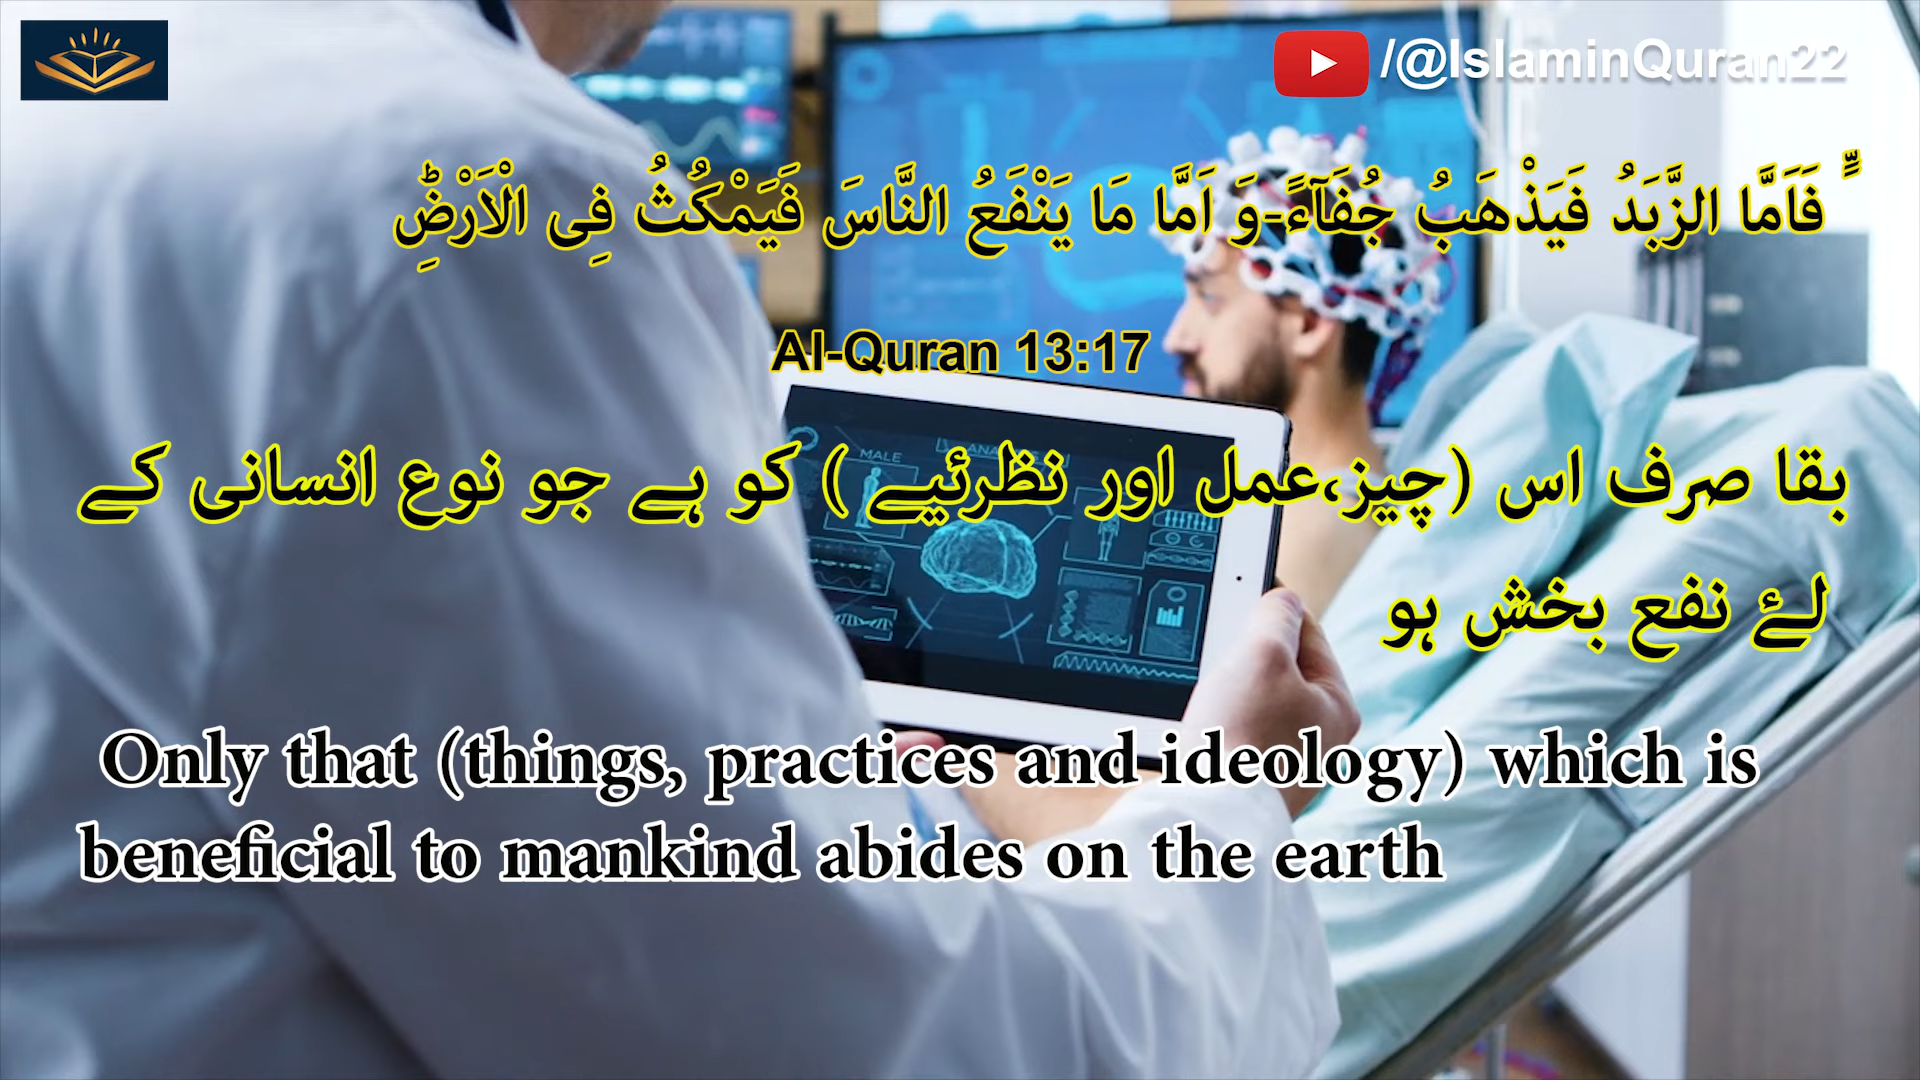 /@IslaminQuran22
ٍّ فَاَمَّا الزَّبَدُ فَیَذْهَبُ جُفَآءًۚ-وَ اَمَّا مَا یَنْفَعُ النَّاسَ فَیَمْكُثُ فِی الْاَرْضِؕ
Al-Quran 13:17
بقا صرف اس (چیز،عمل اور نظرئیے ) کو ہے جو نوع انسانی کے
لئے نفع بخش ہو
MALE
Only that (things, practices and ideology) which is
beneficial to mankind abides on the earth